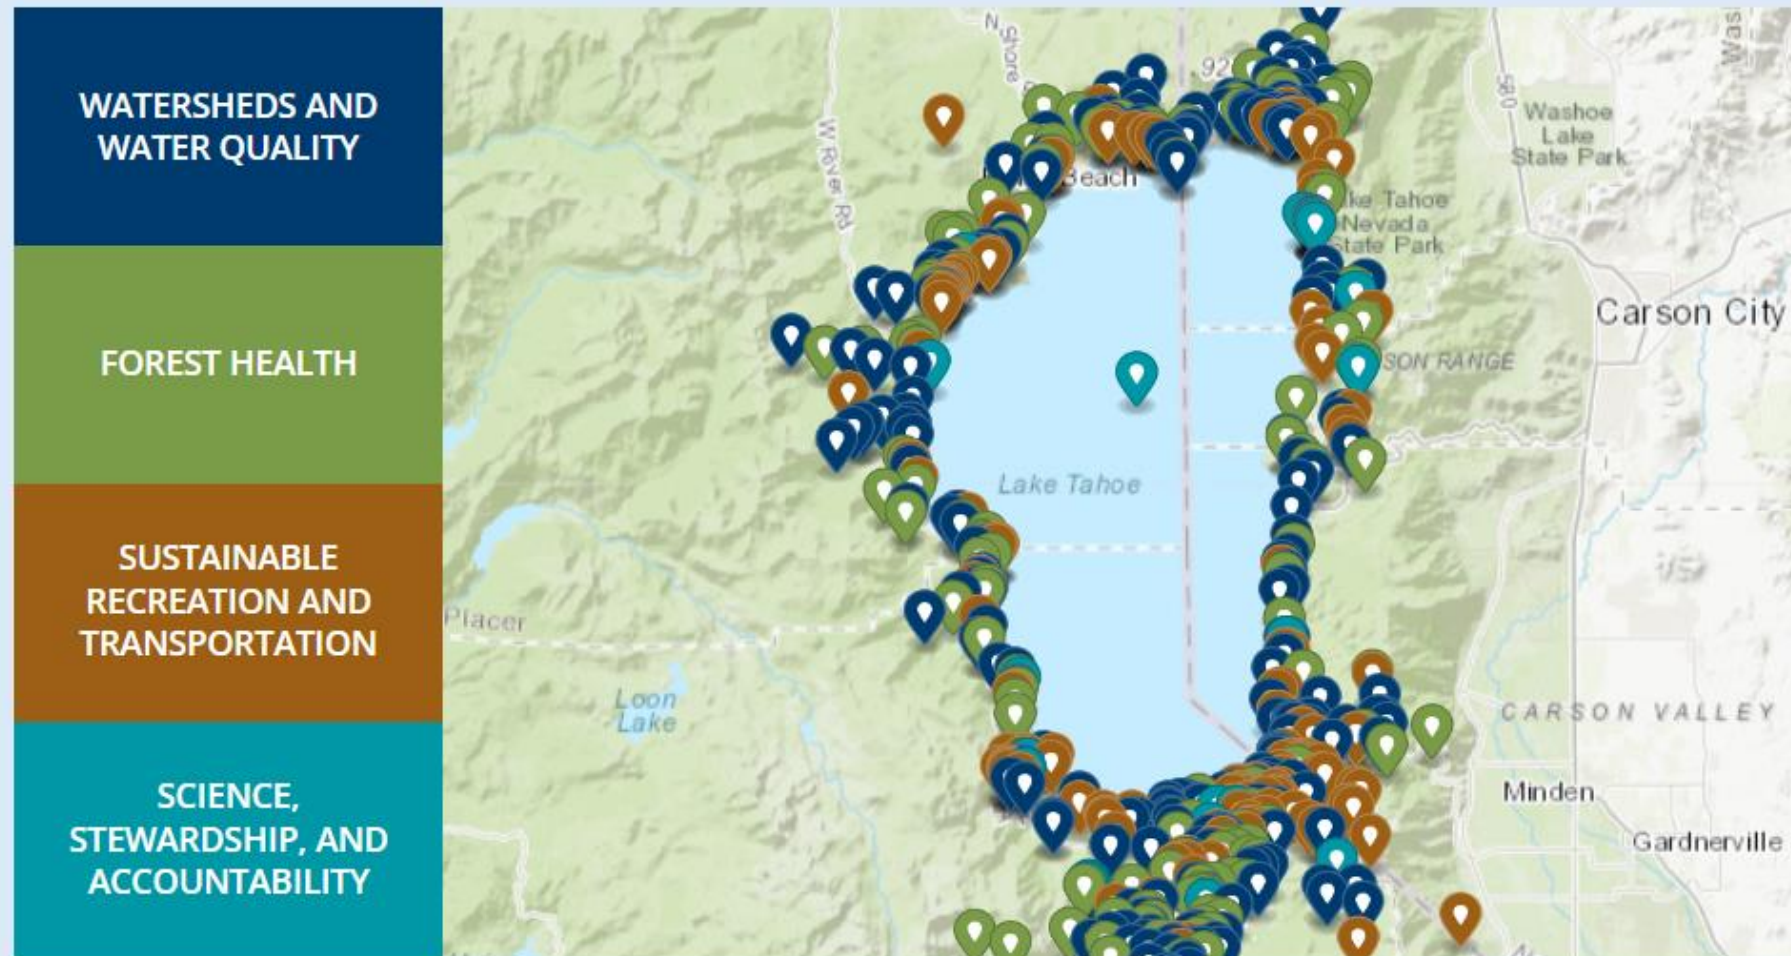 WATERSHEDS AND
WATER QUALITY
FOREST HEALTH
SUSTAINABLE
RECREATION AND
TRANSPORTATION
SCIENCE,
STEWARDSHIP, AND
ACCOUNTABILITY
N
Shore
W River Rd
92
580
Washoe
Lake
State Park
Beach
Tahoe
Nevada
State Park
Carson City
RANGE
Lake Tahoe
Placer
Loon
Lake
CARSON VALLEY
Minden
Gardnerville